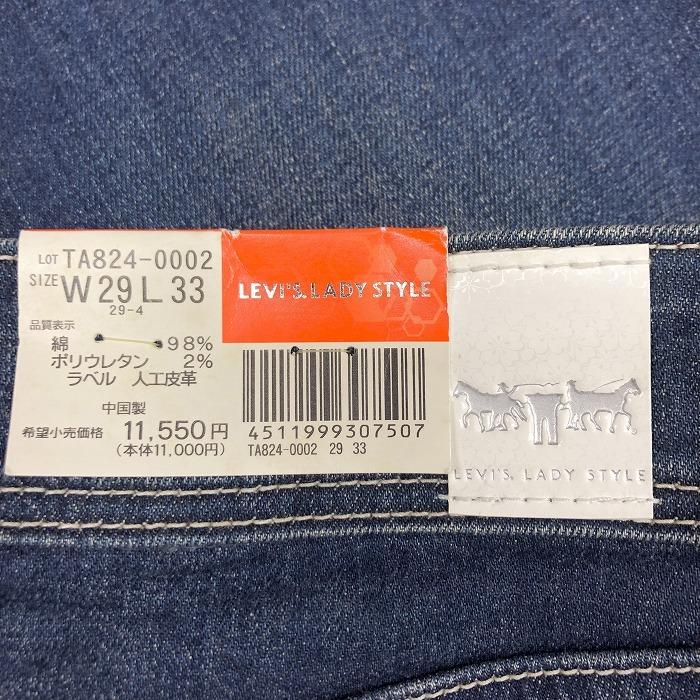 LOT TA824-0002
SIZE W29 L 33
29-4
品質表示
綿 98%
ポリウレタン 2%
ラベル 人工皮革
中国製
希望小売価格 11,550円
(本体11,000円)
LEVI'S. LADY STYLE
4511999307507
TA824-0002 29 33
LEVI'S. LADY STYLE